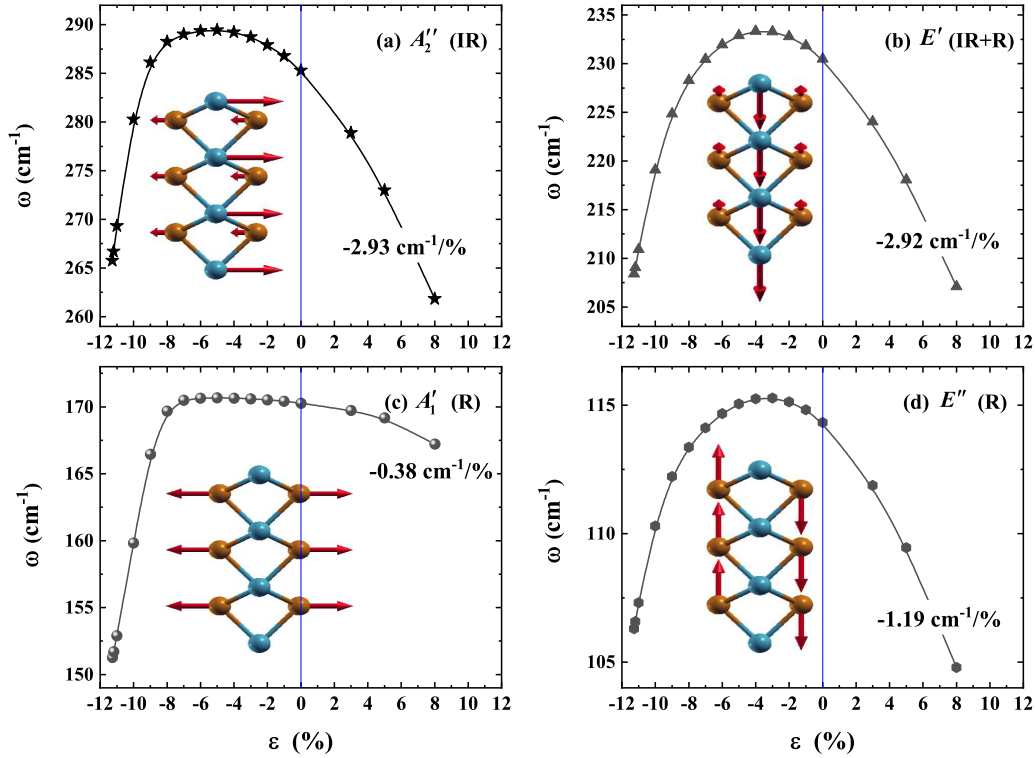 (a) A₂″ (IR)
ω (cm⁻¹)
290
285
280
275
270
265
260
-2.93 cm⁻¹/%
-12 -10 -8 -6 -4 -2 0 2 4 6 8 10 12
(b) E′ (IR+R)
ω (cm⁻¹)
235
230
225
220
215
210
205
-2.92 cm⁻¹/%
-12 -10 -8 -6 -4 -2 0 2 4 6 8 10 12
(c) A₁′ (R)
ω (cm⁻¹)
170
165
160
155
150
-0.38 cm⁻¹/%
-12 -10 -8 -6 -4 -2 0 2 4 6 8 10 12
ε (%)
(d) E″ (R)
ω (cm⁻¹)
115
110
105
-1.19 cm⁻¹/%
-12 -10 -8 -6 -4 -2 0 2 4 6 8 10 12
ε (%)